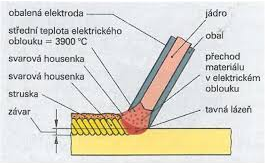 obalená elektroda
střední teplota elektrického
oblouku = 3900 °C
svarová housenka
svarová housenka
struska
závar
jádro
obal
přechod
materiálu
v elektrickém
oblouku
tavná lázeň